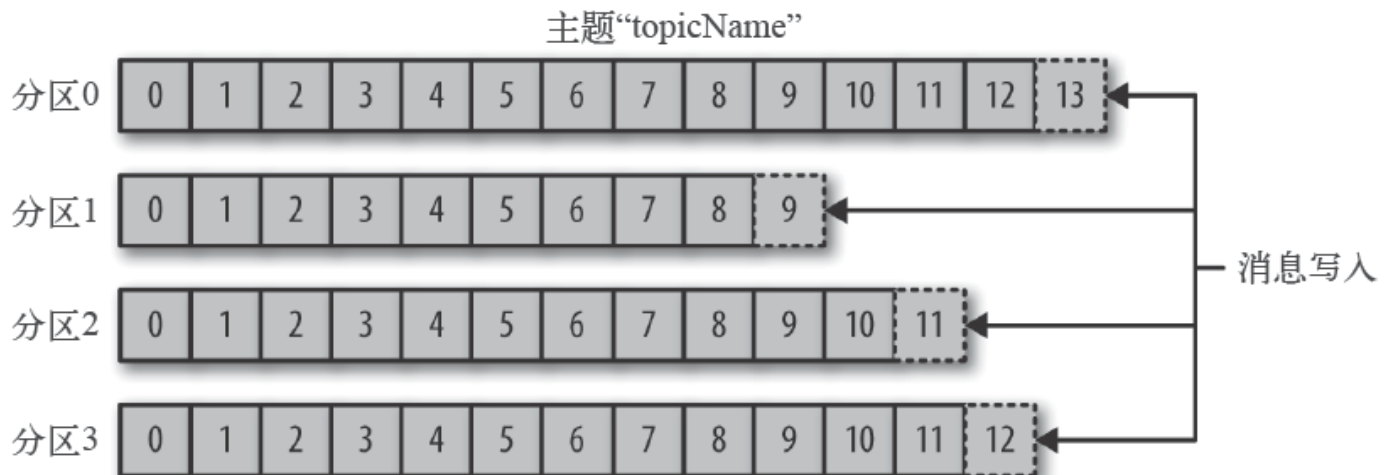 主题“topicName”
分区0 0 1 2 3 4 5 6 7 8 9 10 11 12 13
分区1 0 1 2 3 4 5 6 7 8 9
消息写入
分区2 0 1 2 3 4 5 6 7 8 9 10 11
分区3 0 1 2 3 4 5 6 7 8 9 10 11 12